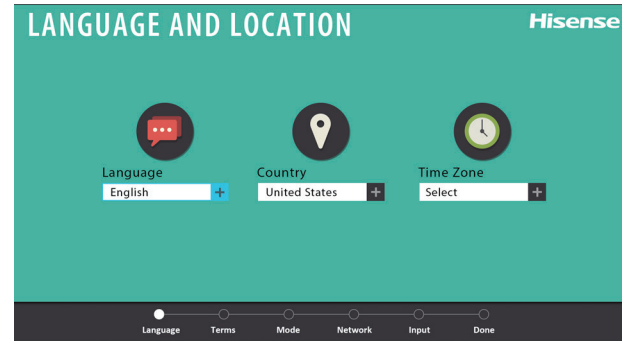 LANGUAGE AND LOCATION
Hisense
Language
Country
Time Zone
English +
United States +
Select +
Language Terms Mode Network Input Done